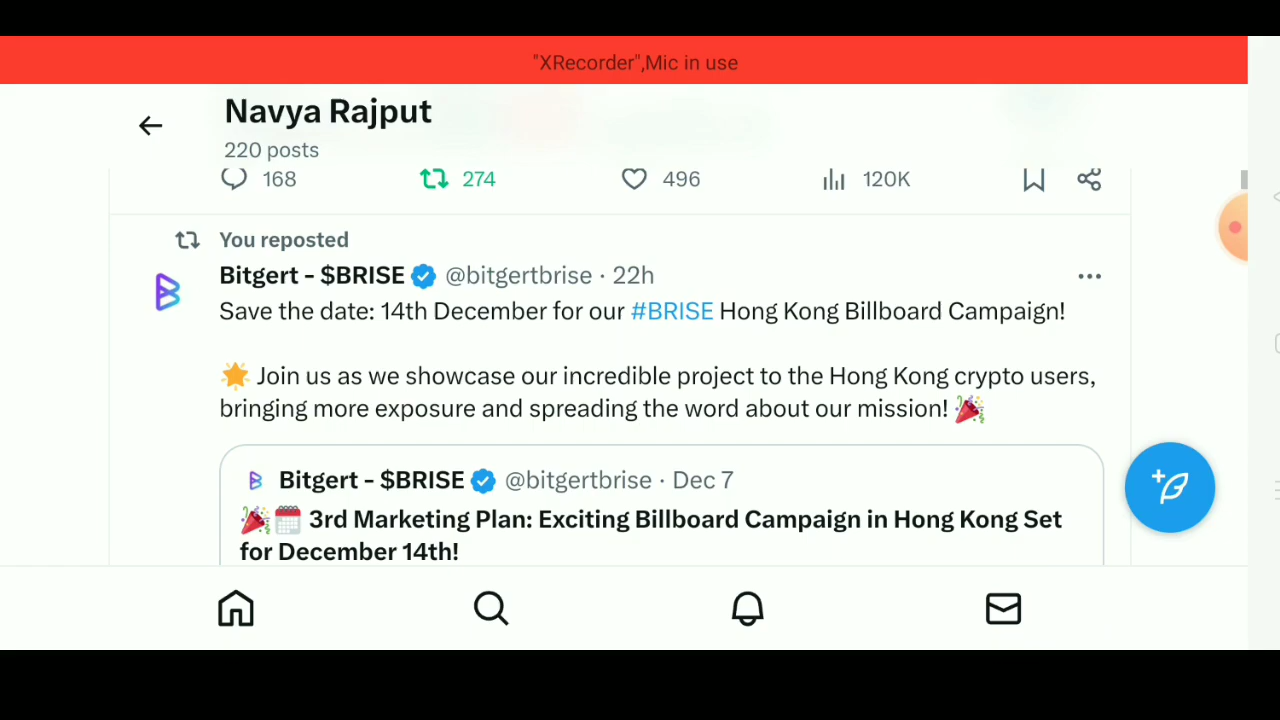 "XRecorder",Mic in use
Navya Rajput
220 posts
168 274 496 120K
You reposted
Bitgert - $BRISE @bitgertbrise · 22h
Save the date: 14th December for our #BRISE Hong Kong Billboard Campaign!
🌟 Join us as we showcase our incredible project to the Hong Kong crypto users,
bringing more exposure and spreading the word about our mission! 🎉
Bitgert - $BRISE @bitgertbrise · Dec 7
🎉🗓️ 3rd Marketing Plan: Exciting Billboard Campaign in Hong Kong Set
for December 14th!